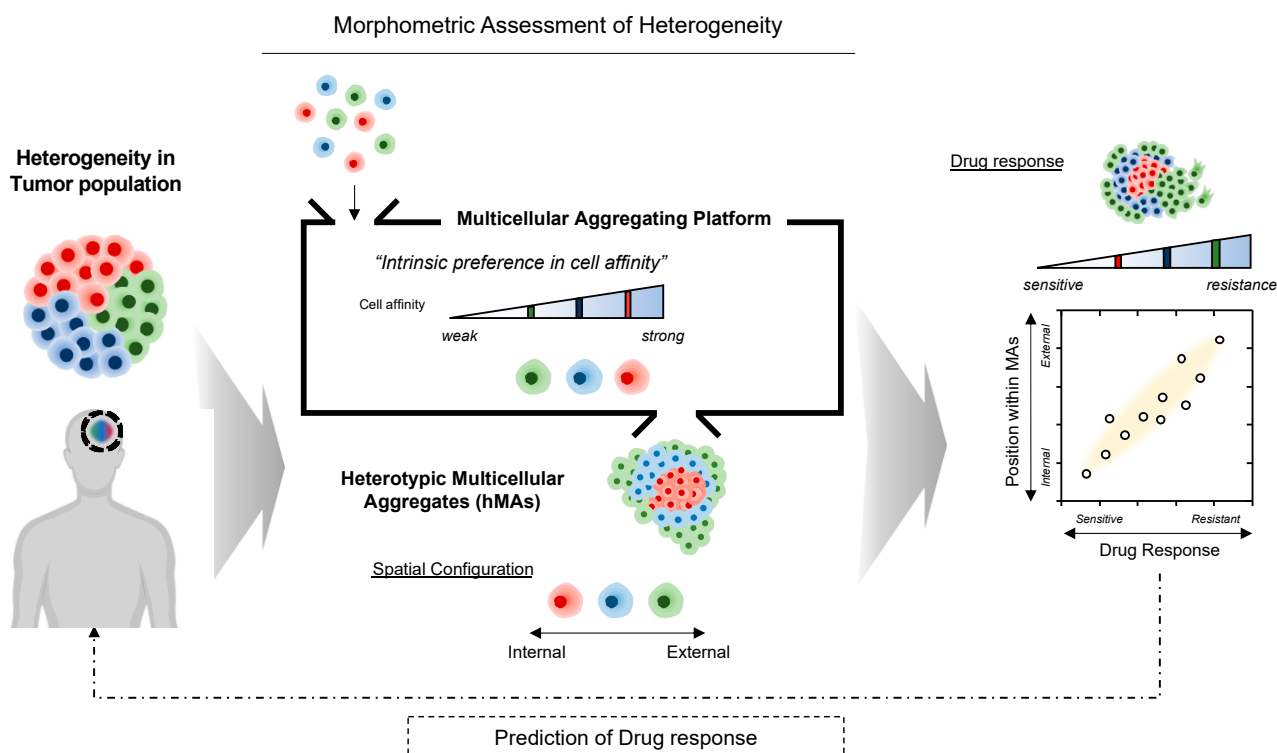 Morphometric Assessment of Heterogeneity
Heterogeneity in
Tumor population
Multicellular Aggregating Platform
“Intrinsic preference in cell affinity”
Cell affinity
weak
strong
Heterotypic Multicellular
Aggregates (hMAs)
Spatial Configuration
Internal
External
Drug response
sensitive
resistance
Position within MAs
External
Internal
Sensitive
Resistant
Drug Response
Prediction of Drug response